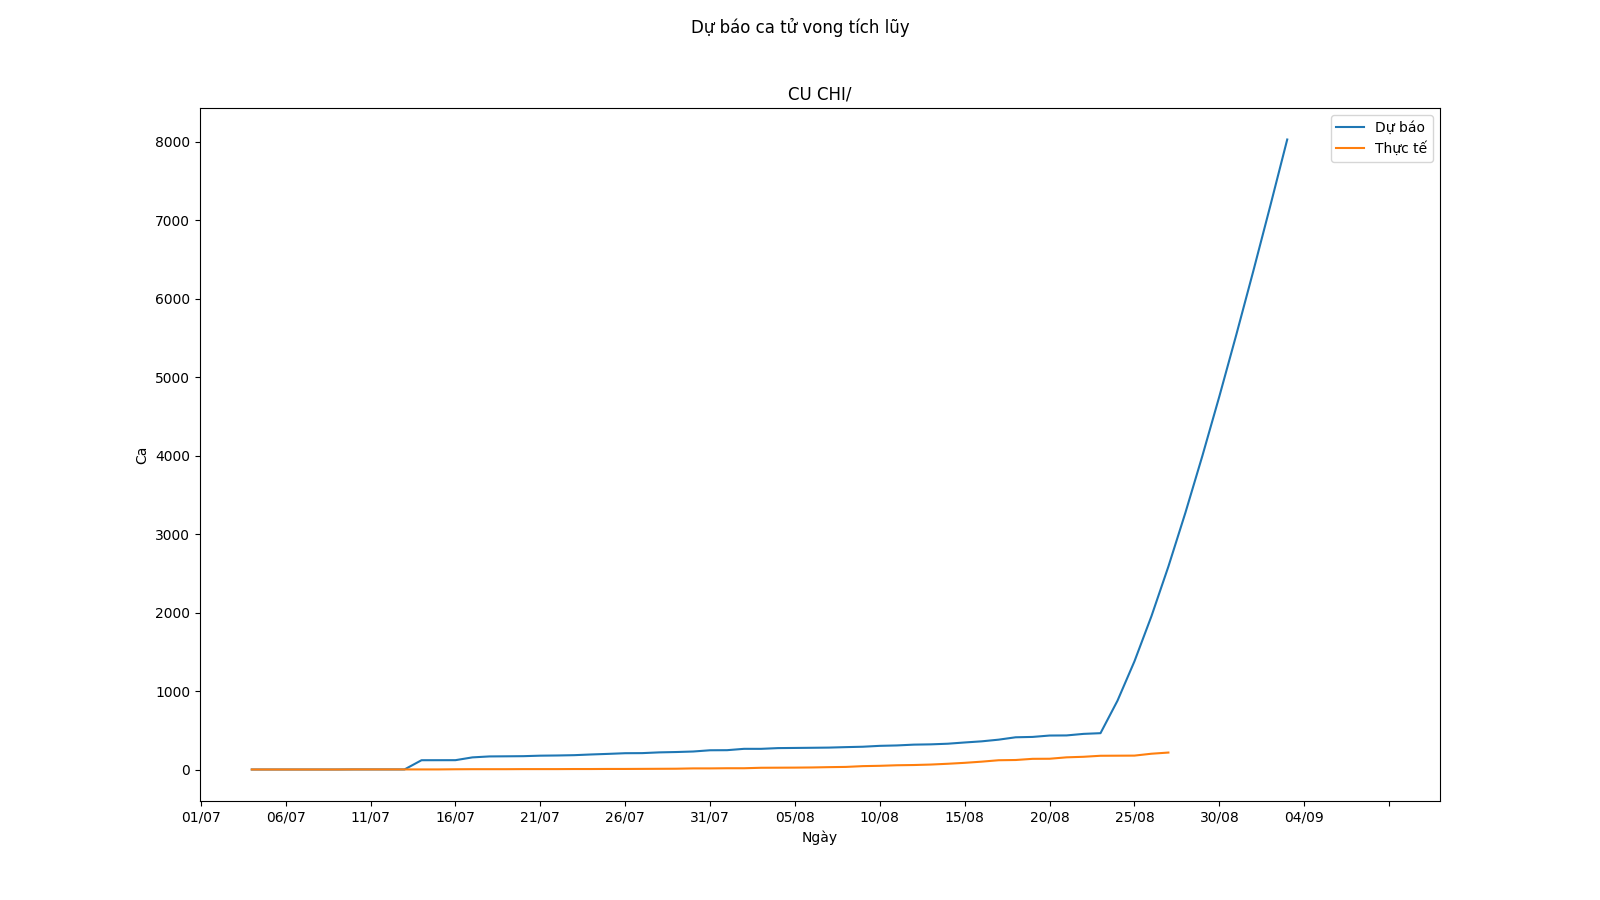 Dự báo ca tử vong tích lũy
CU CHI/
Dự báo
Thực tế
8000
7000
6000
5000
4000
3000
2000
1000
0
Ca
01/07 06/07 11/07 16/07 21/07 26/07 31/07 05/08 10/08 15/08 20/08 25/08 30/08 04/09
Ngày